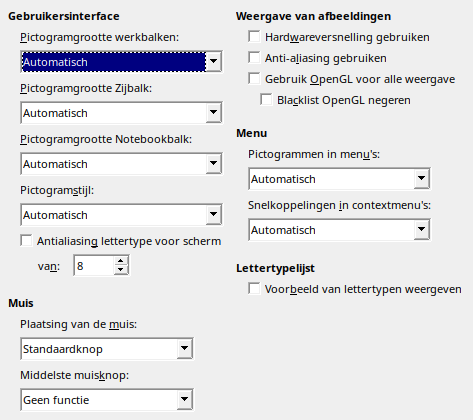 Gebruikersinterface
Pictogramgrootte werkbalken:
Automatisch
Pictogramgrootte Zijbalk:
Automatisch
Pictogramgrootte Notebookbalk:
Automatisch
Pictogramstijl:
Automatisch
Antialiasing lettertype voor scherm
van: 8
Muis
Plaatsing van de muis:
Standaardknop
Middelste muisknop:
Geen functie
Weergave van afbeeldingen
Hardwareversnelling gebruiken
Anti-aliasing gebruiken
Gebruik OpenGL voor alle weergave
Blacklist OpenGL negeren
Menu
Pictogrammen in menu's:
Automatisch
Snelkoppelingen in contextmenu's:
Automatisch
Lettertypelijst
Voorbeeld van lettertypen weergeven